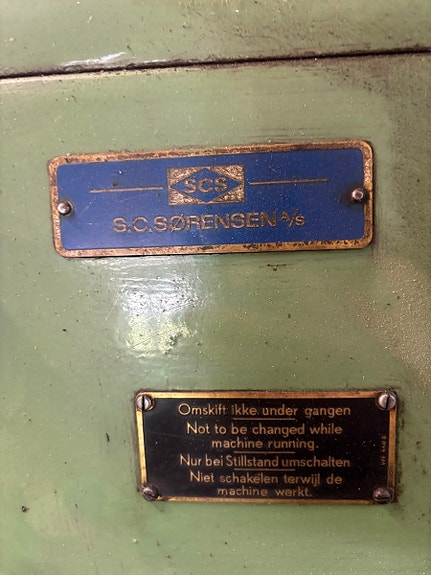 SCS
S.C.SØRENSEN A/S
Omskift ikke under gangen
Not to be changed while
machine running.
Nur bei Stillstand umschalten
Niet schakelen terwijl de
machine werkt.